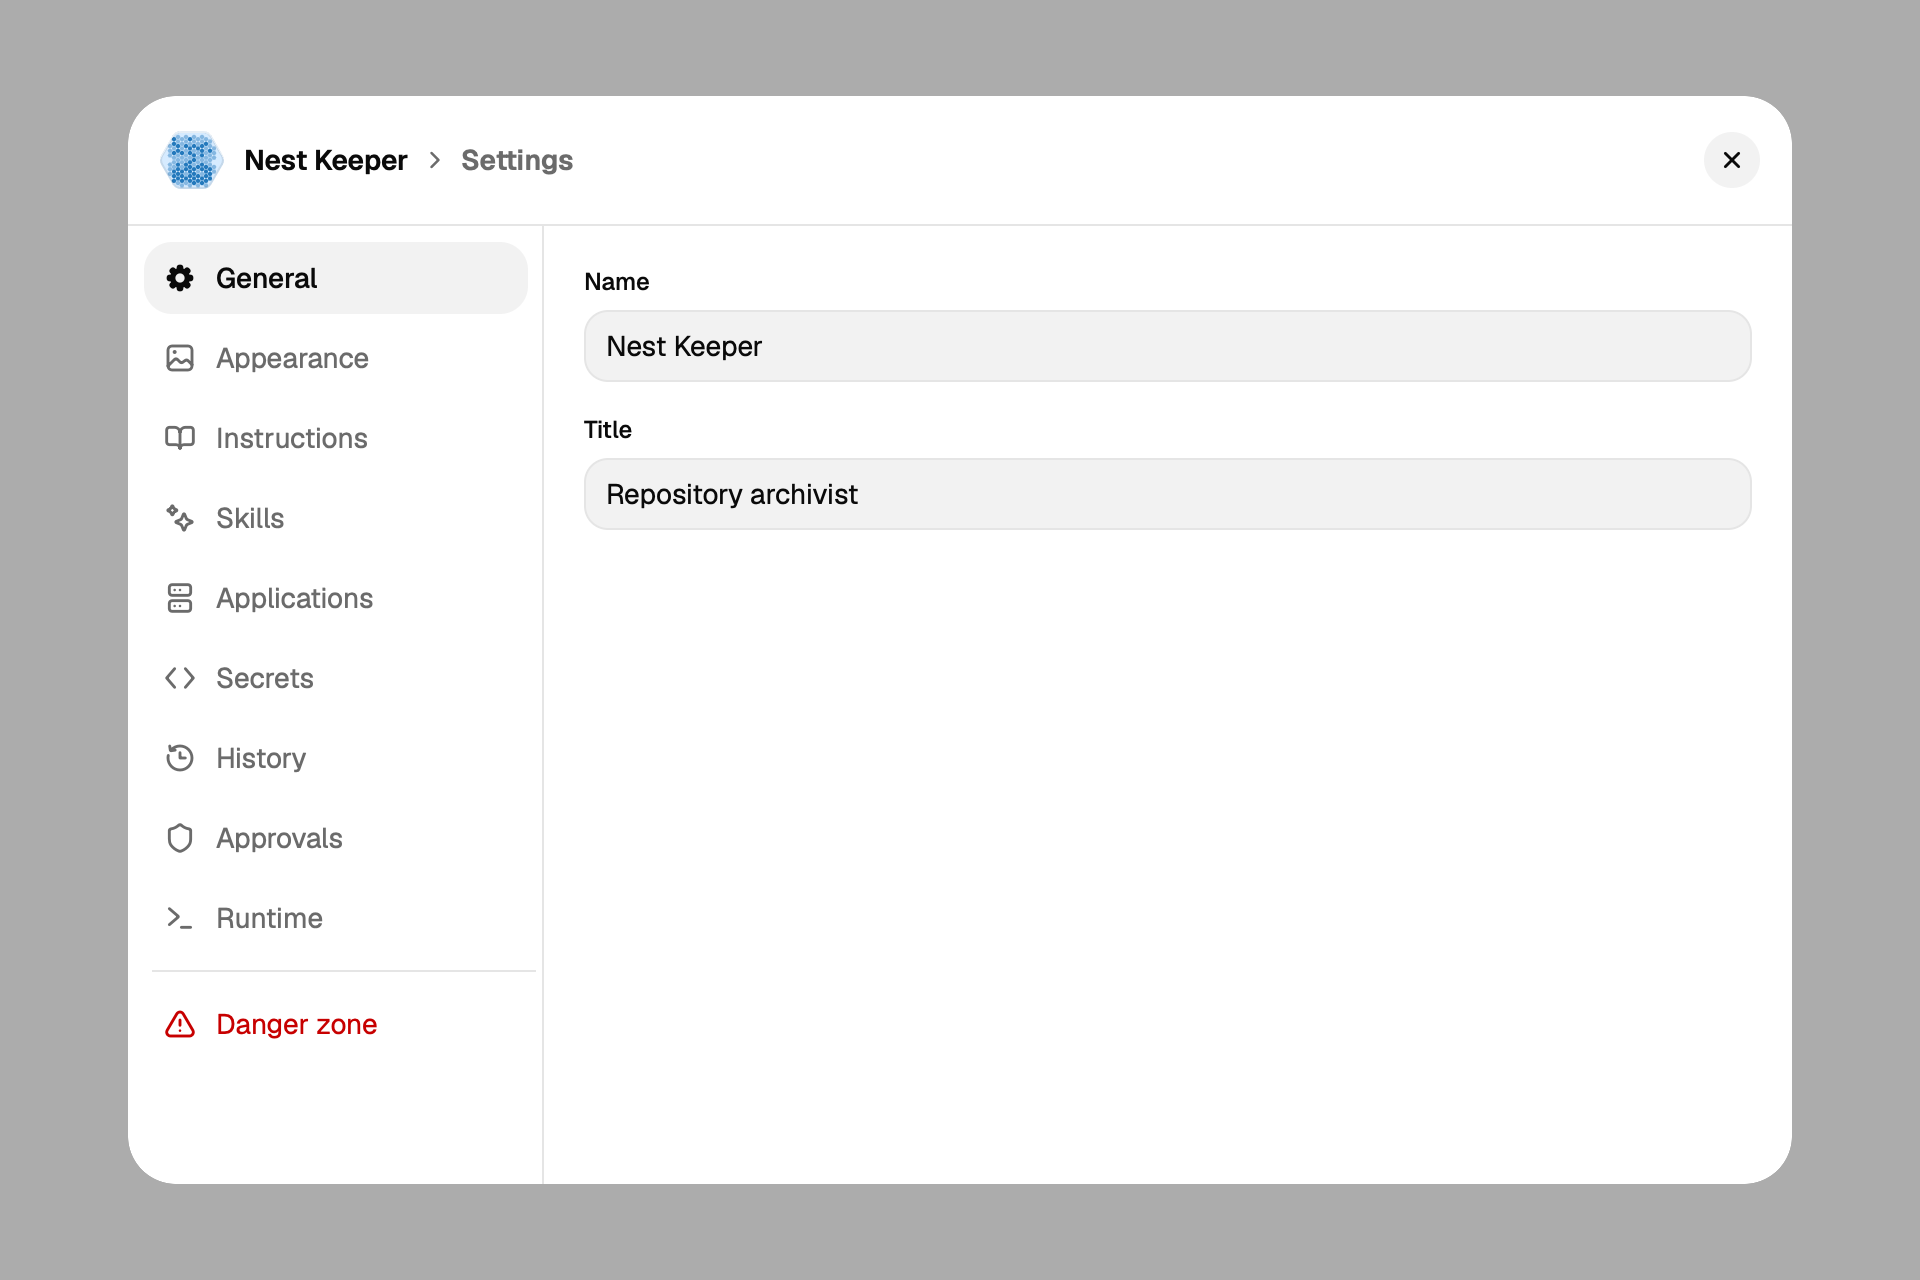 Nest Keeper > Settings
General
Appearance
Instructions
Skills
Applications
Secrets
History
Approvals
Runtime
Danger zone
Name
Nest Keeper
Title
Repository archivist